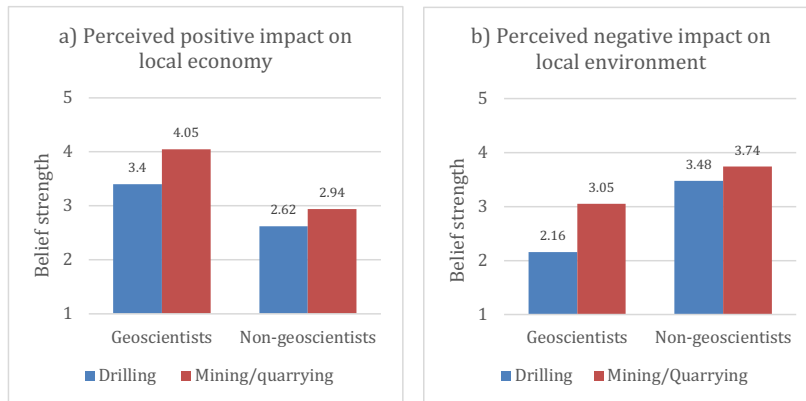 a) Perceived positive impact on
local economy
Belief strength
5
4
3
2
1
3.4
4.05
2.62
2.94
Geoscientists
Non-geoscientists
Drilling
Mining/quarrying
b) Perceived negative impact on
local environment
Belief strength
5
4
3
2
1
2.16
3.05
3.48
3.74
Geoscientists
Non-geoscientists
Drilling
Mining/Quarrying